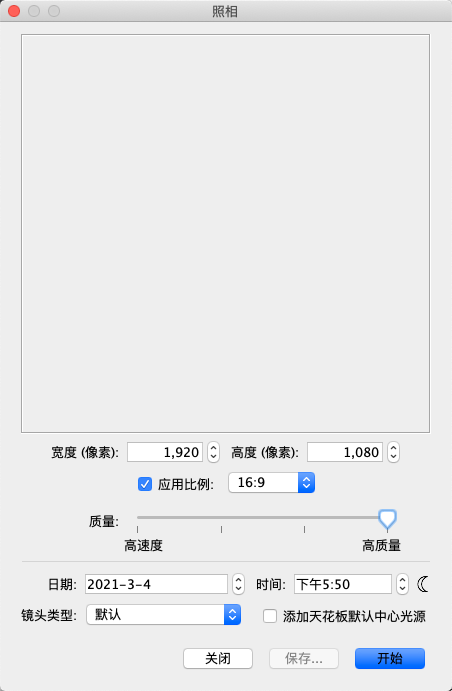 照相
宽度 (像素): 1,920 高度 (像素): 1,080
应用比例: 16:9
质量:
高速度 高质量
日期: 2021-3-4 时间: 下午5:50
镜头类型: 默认 添加天花板默认中心光源
关闭 保存... 开始